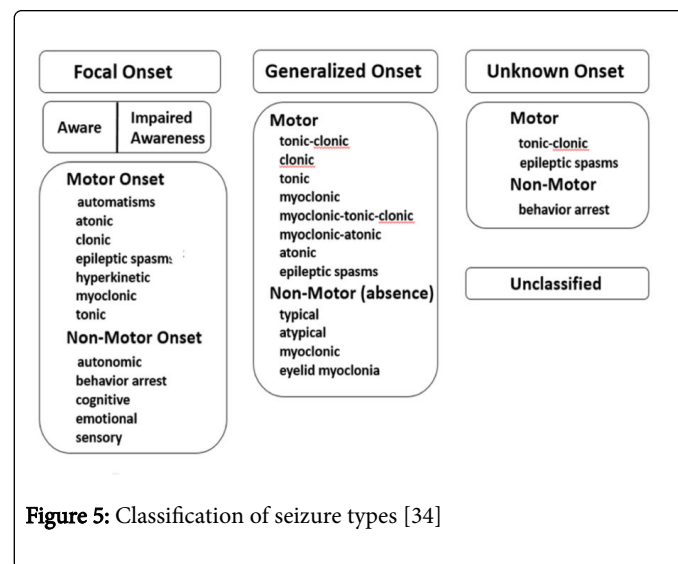 Focal Onset
Aware
Impaired
Awareness
Motor Onset
automatisms
atonic
clonic
epileptic spasms
hyperkinetic
myoclonic
tonic
Non-Motor Onset
autonomic
behavior arrest
cognitive
emotional
sensory
Generalized Onset
Motor
tonic-clonic
clonic
tonic
myoclonic
myoclonic-tonic-clonic
myoclonic-atonic
atonic
epileptic spasms
Non-Motor (absence)
typical
atypical
myoclonic
eyelid myoclonia
Unknown Onset
Motor
tonic-clonic
epileptic spasms
Non-Motor
behavior arrest
Unclassified
Figure 5: Classification of seizure types [34]